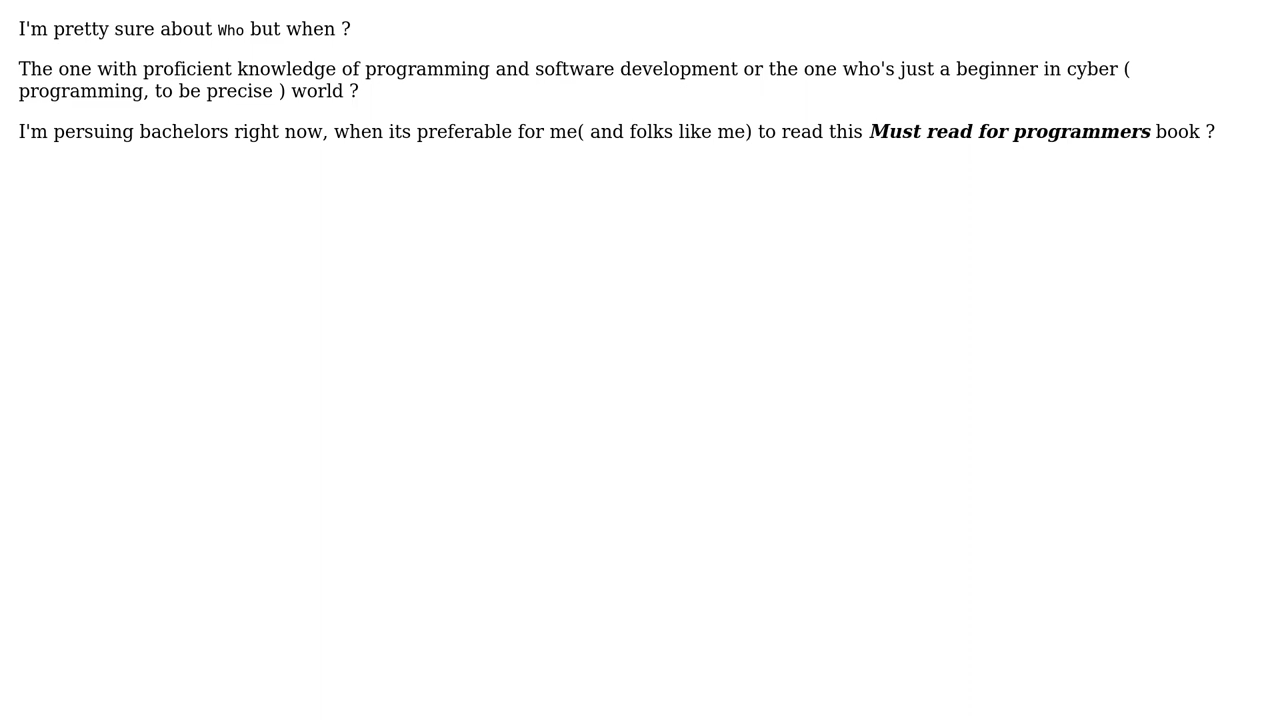 I'm pretty sure about Who but when ?
The one with proficient knowledge of programming and software development or the one who's just a beginner in cyber (
programming, to be precise ) world ?
I'm persuing bachelors right now, when its preferable for me( and folks like me) to read this Must read for programmers book ?